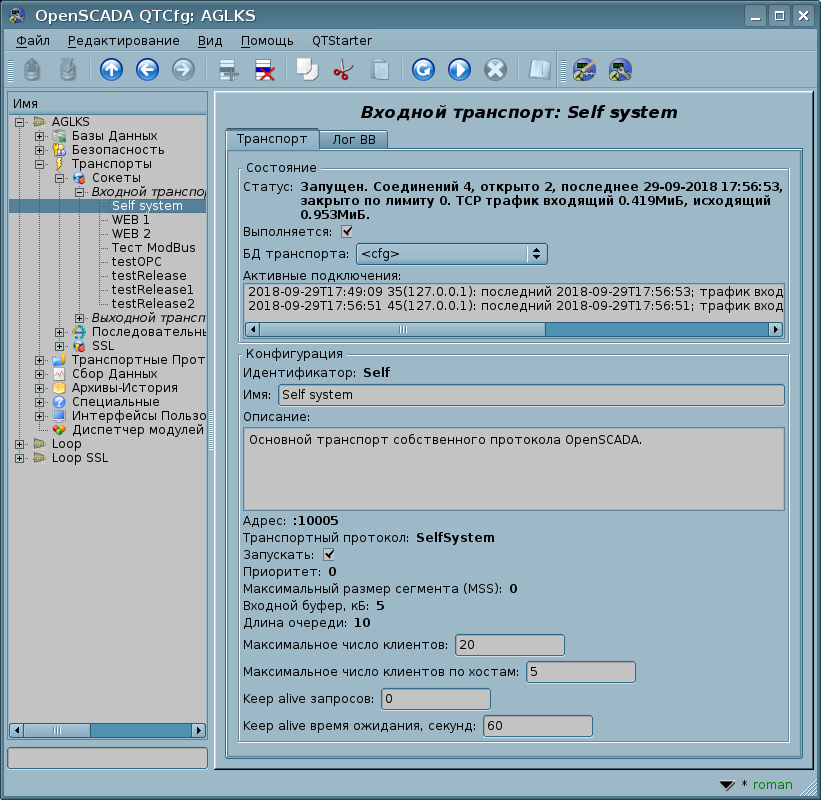 OpenSCADA QTCfg: AGLKS
Файл Редактирование Вид Помощь QTStarter
Имя
AGLKS
Базы Данных
Безопасность
Транспорты
Сокеты
Входной транспо
Self system
WEB 1
WEB 2
Тест ModBus
testOPC
testRelease
testRelease1
testRelease2
Выходной трансп
Последовательн
SSL
Транспортные Прот
Сбор Данных
Архивы-История
Специальные
Интерфейсы Пользо
Диспетчер модулей
Loop
Loop SSL
Входной транспорт: Self system
Транспорт Лог ВВ
Состояние
Статус: Запущен. Соединений 4, открыто 2, последнее 29-09-2018 17:56:53,
закрыто по лимиту 0. TCP трафик входящий 0.419МиБ, исходящий
0.953МиБ.
Выполняется:
БД транспорта: <cfg>
Активные подключения:
2018-09-29T17:49:09 35(127.0.0.1): последний 2018-09-29T17:56:53; трафик вход
2018-09-29T17:56:51 45(127.0.0.1): последний 2018-09-29T17:56:51; трафик вход
Конфигурация
Идентификатор: Self
Имя: Self system
Описание:
Основной транспорт собственного протокола OpenSCADA.
Адрес: :10005
Транспортный протокол: SelfSystem
Запускать:
Приоритет: 0
Максимальный размер сегмента (MSS): 0
Входной буфер, кБ: 5
Длина очереди: 10
Максимальное число клиентов: 20
Максимальное число клиентов по хостам: 5
Keep alive запросов: 0
Keep alive время ожидания, секунд: 60
* roman